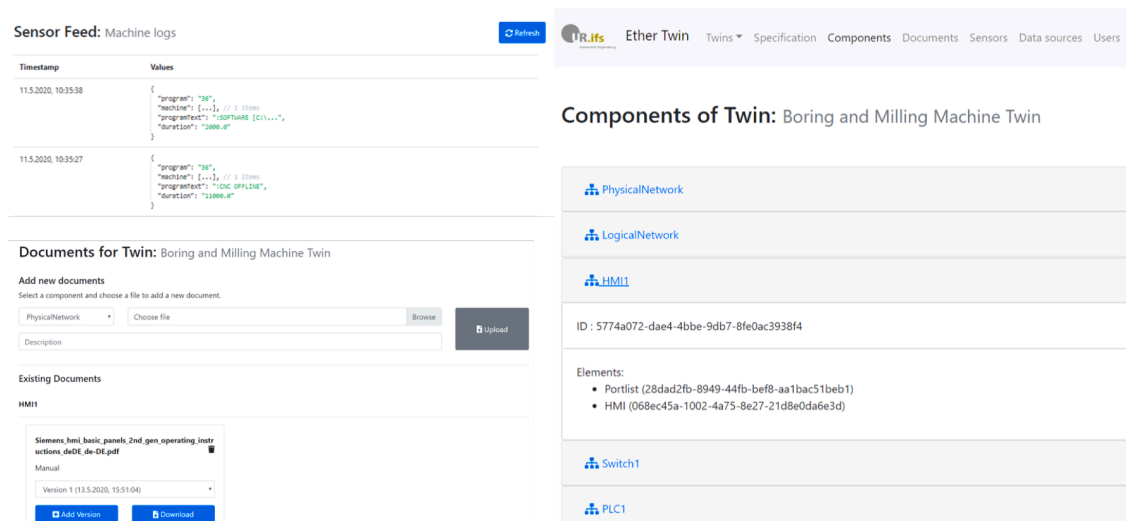 Sensor Feed: Machine logs
Refresh
Timestamp Values
11.5.2020, 10:35:38
{
"program": "36",
"machine": [...], // 1 items
"programText": ":SOFTWARE [C:\...",
"duration": "2000.0"
}
11.5.2020, 10:35:27
{
"program": "36",
"machine": [...], // 1 items
"programText": ":CNC OFFLINE",
"duration": "11000.0"
}
Documents for Twin: Boring and Milling Machine Twin
Add new documents
Select a component and choose a file to add a new document.
PhysicalNetwork Choose file Browse
Upload
Description
Existing Documents
HMI1
Siemens_hmi_basic_panels_2nd_gen_operating_instr
uctions_deDE_de-DE.pdf
Manual
Version 1 (13.5.2020, 15:51:04)
Add Version Download
UR.ifs Ether Twin Twins Specification Components Documents Sensors Data sources Users
Components of Twin: Boring and Milling Machine Twin
PhysicalNetwork
LogicalNetwork
HMI1
ID : 5774a072-dae4-4bbe-9db7-8fe0ac3938f4
Elements:
• Portlist (28dad2fb-8949-44fb-bef8-aa1bac51beb1)
• HMI (068ec45a-1002-4a75-8e27-21d8e0da6e3d)
Switch1
PLC1